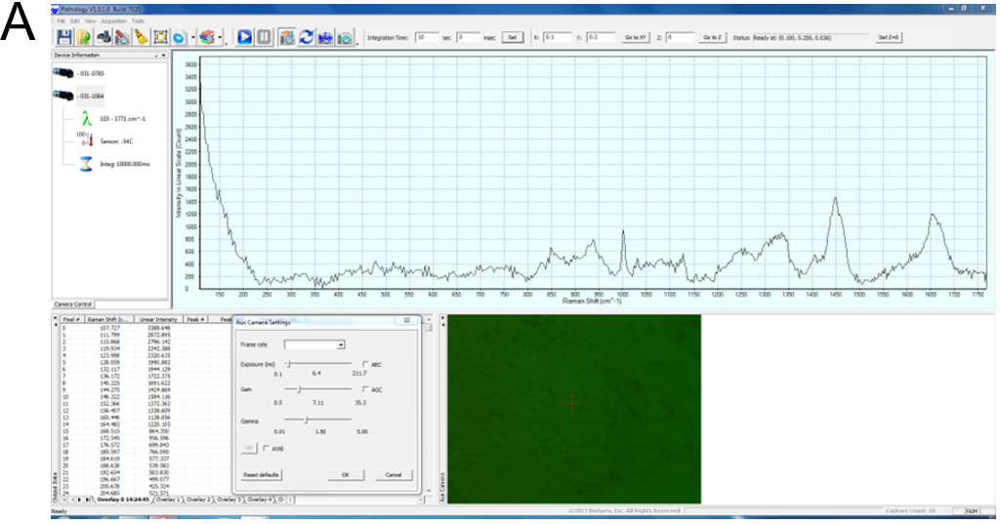 A
Pathology V1.0.1.0 Build 7020
File Edit View Acquisition Tools
Integration Time: 10 sec 0 msec Set X: 0.1 Y: 0.2 Go to XY Z: 0 Go to Z Status Ready at: (0.100, 0.200, 0.036) Set Z=0
Device Information
- 031-0785
- 031-1064
λ 105 - 1771 cm^-1
100 0 Sensor: -54C
Integ: 10000.000ms
Camera Control
Intensity in Linear Scale (Count)
3600
3400
3200
3000
2800
2600
2400
2200
2000
1800
1600
1400
1200
1000
800
600
400
200
0
150 200 250 300 350 400 450 500 550 600 650 700 750 800 850 900 950 1000 1050 1100 1150 1200 1250 1300 1350 1400 1450 1500 1550 1600 1650 1700 1750
Raman Shift (cm^-1)
Pixel # Raman Shift (c... Linear Intensity Peak # Peak
0 107.727 3388.648
1 111.799 2872.895
2 115.868 2796.142
3 119.934 2342.388
4 123.998 2320.635
5 128.059 1990.882
6 132.117 1944.129
7 136.172 1722.375
8 140.225 1691.622
9 144.275 1424.869
10 148.322 1584.116
11 152.366 1372.362
12 156.407 1338.609
13 160.446 1138.856
14 164.482 1220.103
15 168.515 864.350
16 172.545 956.596
17 176.572 699.843
18 180.597 766.090
19 184.619 577.337
20 188.638 539.583
21 192.654 503.830
22 196.667 499.077
23 200.678 425.324
24 204.685 521.571
Output Data
Overlay 0 14:24:45 Overlay 1 Overlay 2 Overlay 3 Overlay 4 O
Aux Camera Settings
Frame rate
Exposure (ms) AEC
0.1 6.4 211.7
Gain AGC
0.5 7.11 35.3
Gamma
0.01 1.50 5.00
AWB
Reset defaults OK Cancel
Aux Camera
Ready
©2017 Boripen, Inc. All Rights Reserved
Capture count: 18 NUM